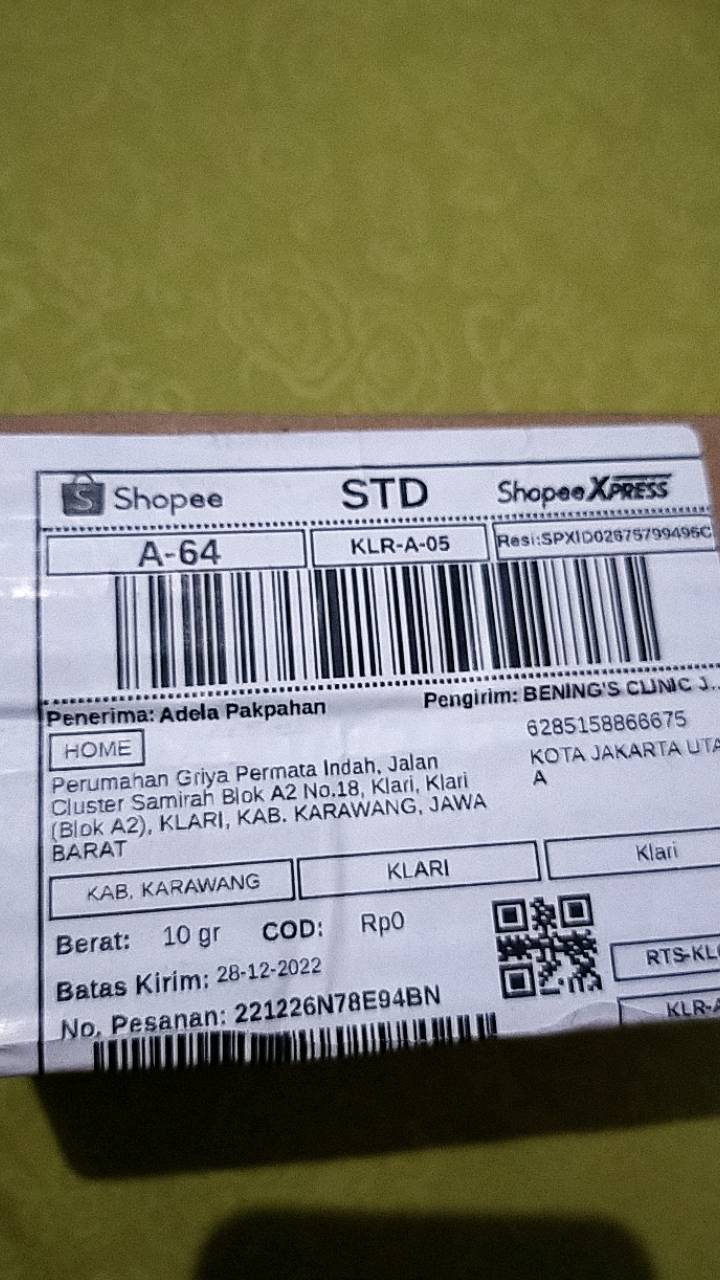 Shopee STD Shopee XPRESS
A-64 KLR-A-05 Resi:SPXID02675799495C
Penerima: Adela Pakpahan Pengirim: BENING'S CLINIC J...
HOME
6285158866675
KOTA JAKARTA UTA
A
Perumahan Griya Permata Indah, Jalan
Cluster Samirah Blok A2 No.18, Klari, Klari
(Blok A2), KLARI, KAB. KARAWANG, JAWA
BARAT
KAB. KARAWANG KLARI Klari
Berat: 10 gr COD: Rp0
Batas Kirim: 28-12-2022
No. Pesanan: 221226N78E94BN
RTS-KL
KLR-A